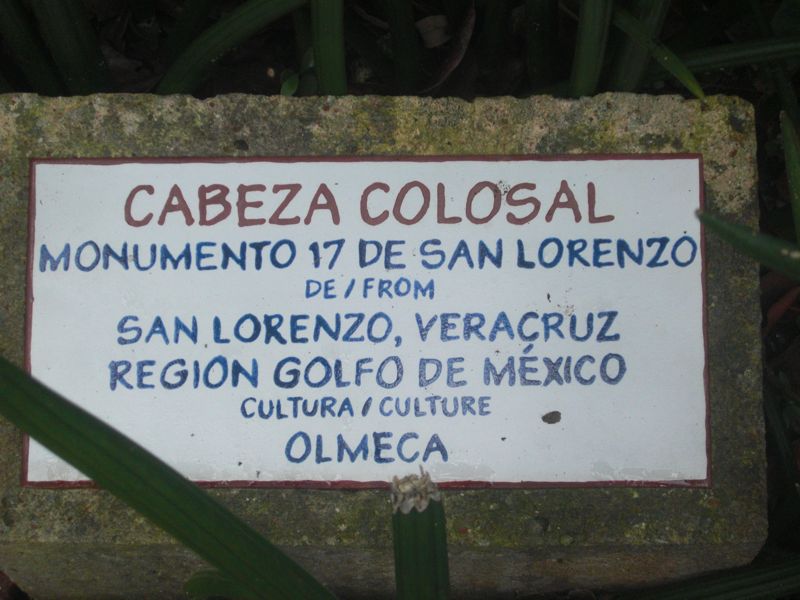 CABEZA COLOSAL
MONUMENTO 17 DE SAN LORENZO
DE / FROM
SAN LORENZO, VERACRUZ
REGION GOLFO DE MÉXICO
CULTURA / CULTURE
OLMECA